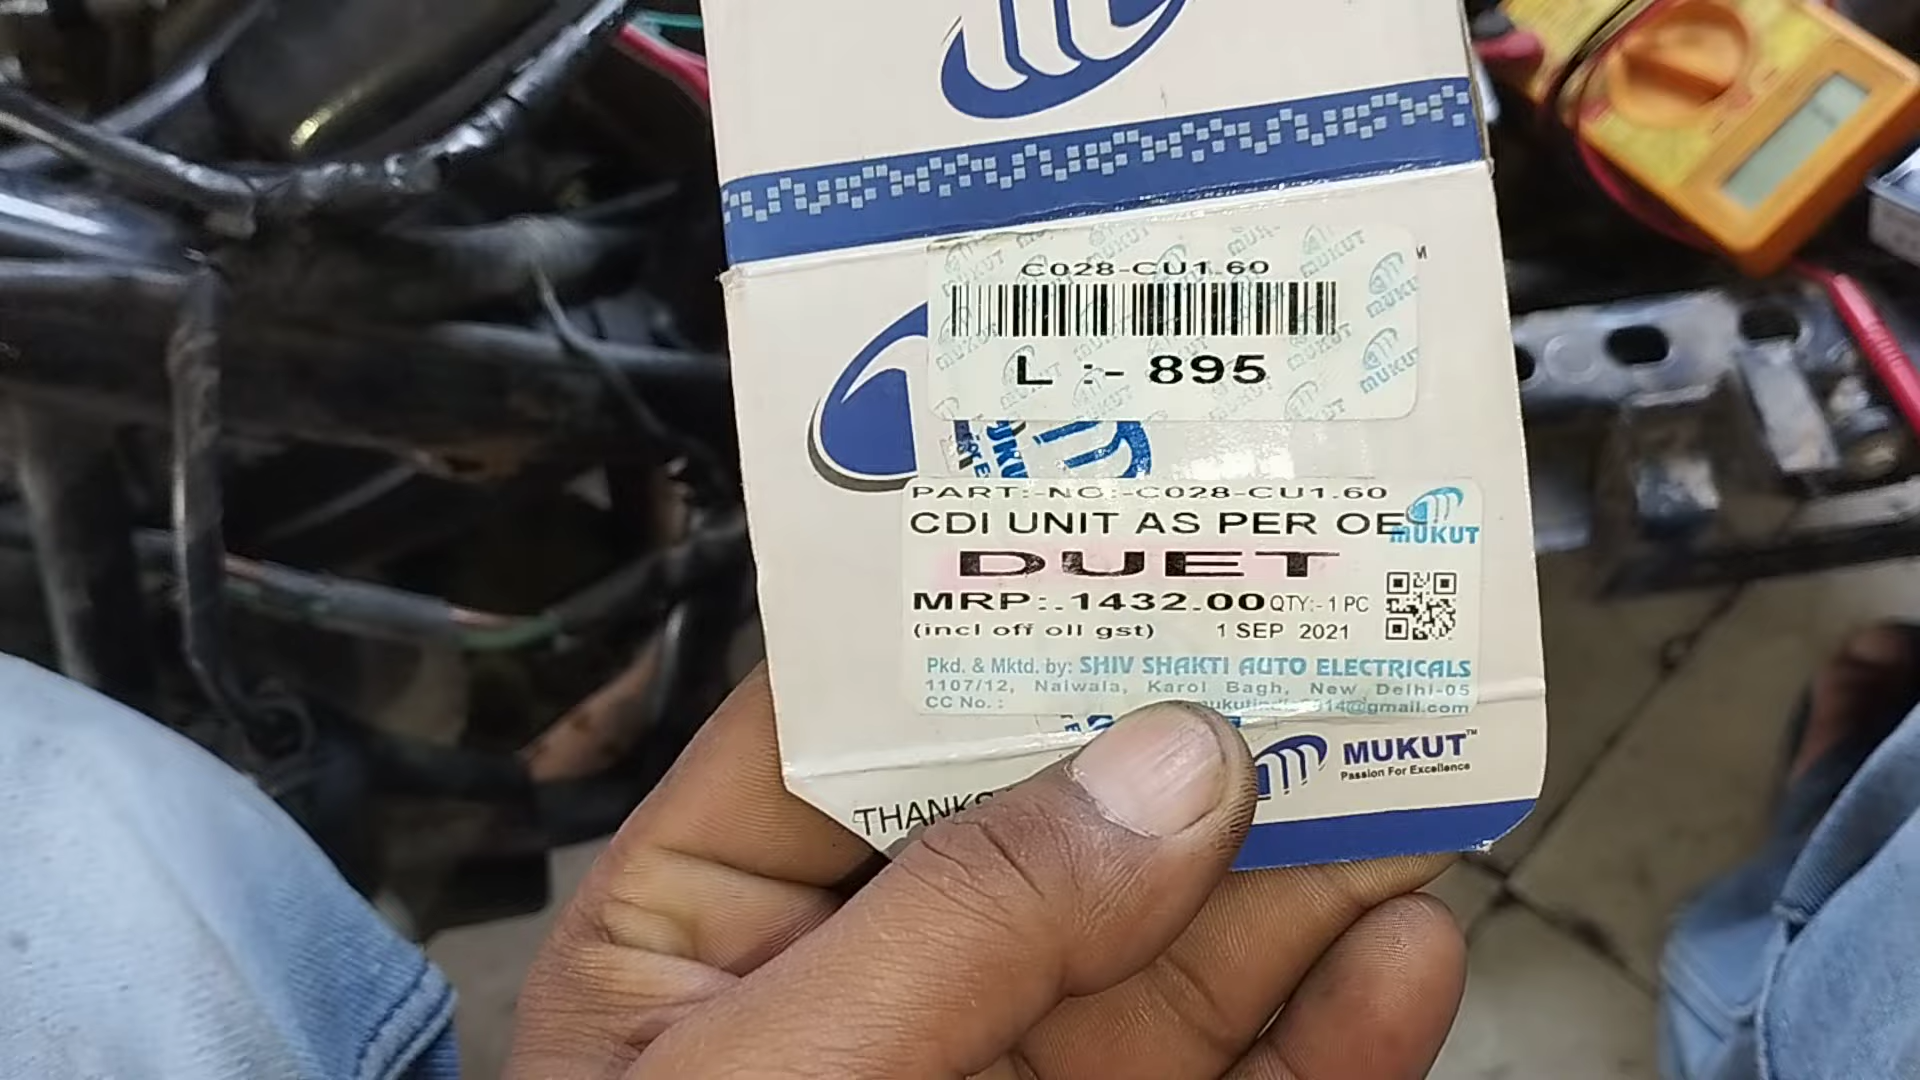 C028-CU1.60
L :- 895
PART:-NO:-C028-CU1.60
CDI UNIT AS PER OE
MUKUT
DUET
MRP:.1432.00 QTY:- 1 PC
(incl off oll gst) 1 SEP 2021
Pkd. & Mktd. by: SHIV SHAKTI AUTO ELECTRICALS
1107/12, Naiwala, Karol Bagh, New Delhi-05
CC No. :
MUKUT™
Passion For Excellence
THANKS